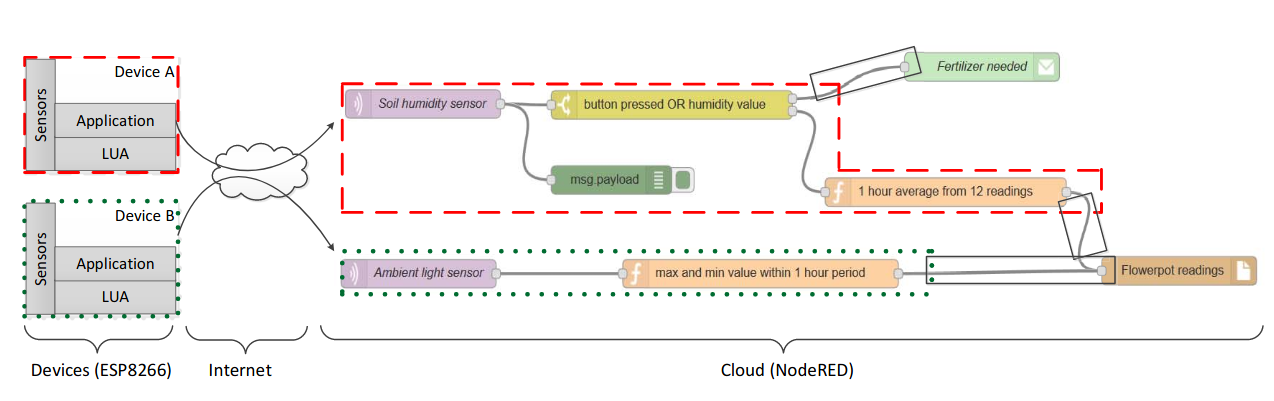 Device A
Sensors
Application
LUA
Device B
Sensors
Application
LUA
Soil humidity sensor
button pressed OR humidity value
Fertilizer needed
msg.payload
f 1 hour average from 12 readings
Ambient light sensor
f max and min value within 1 hour period
Flowerpot readings
Devices (ESP8266)
Internet
Cloud (NodeRED)